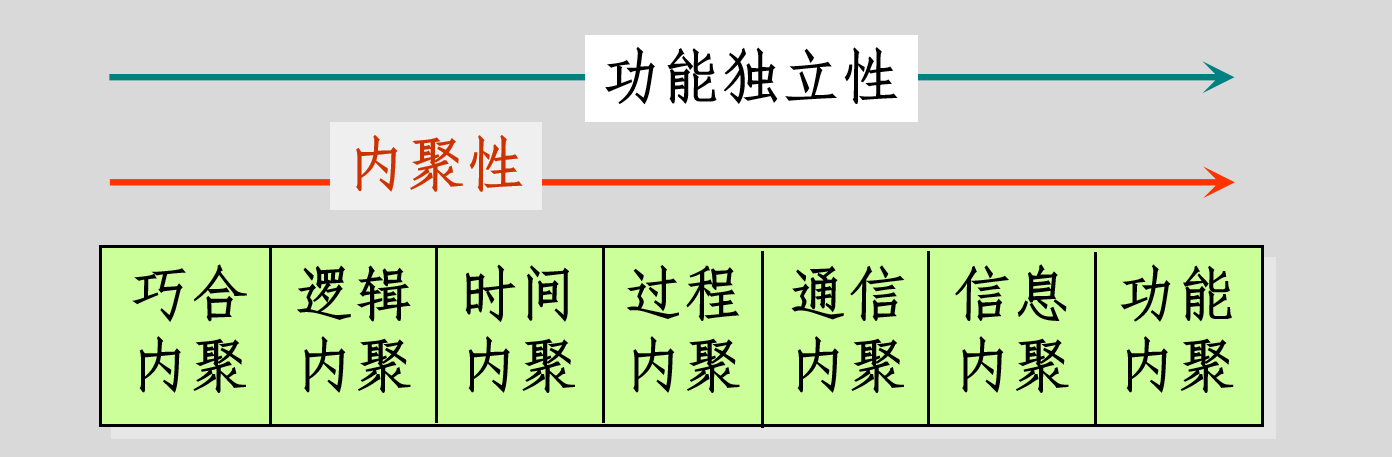 功能独立性
内聚性
巧合 逻辑 时间 过程 通信 信息 功能
内聚 内聚 内聚 内聚 内聚 内聚 内聚